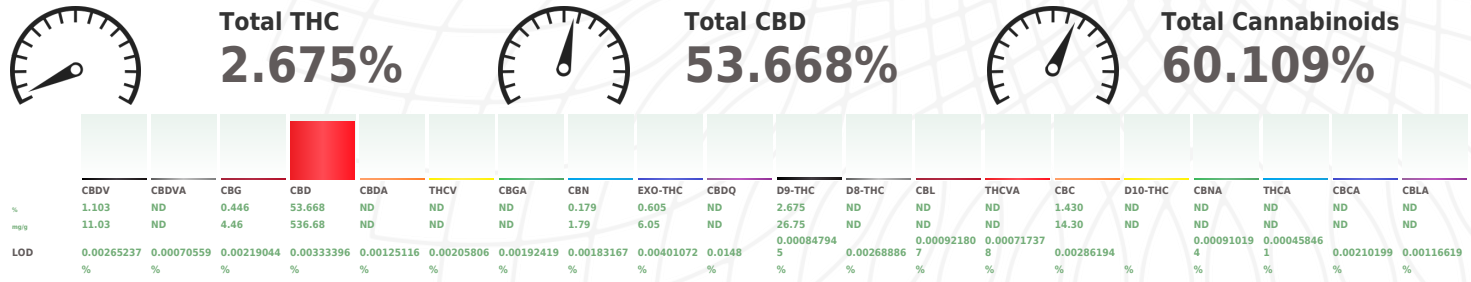 Total THC
2.675%
Total CBD
53.668%
Total Cannabinoids
60.109%
CBDV CBDVA CBG CBD CBDA THCV CBGA CBN EXO-THC CBDQ D9-THC D8-THC CBL THCVA CBC D10-THC CBNA THCA CBCA CBLA
% 1.103 ND 0.446 53.668 ND ND ND 0.179 0.605 ND 2.675 ND ND ND 1.430 ND ND ND ND ND
mg/g 11.03 ND 4.46 536.68 ND ND ND 1.79 6.05 ND 26.75 ND ND ND 14.30 ND ND ND ND ND
0.00084794 0.00092180 0.00071737 0.00091019 0.00045846
LOD 0.00265237 0.00070559 0.00219044 0.00333396 0.00125116 0.00205806 0.00192419 0.00183167 0.00401072 0.0148 5 0.00268886 7 8 0.00286194 4 1 0.00210199 0.00116619
% % % % % % % % % % % % % % % % % % % %